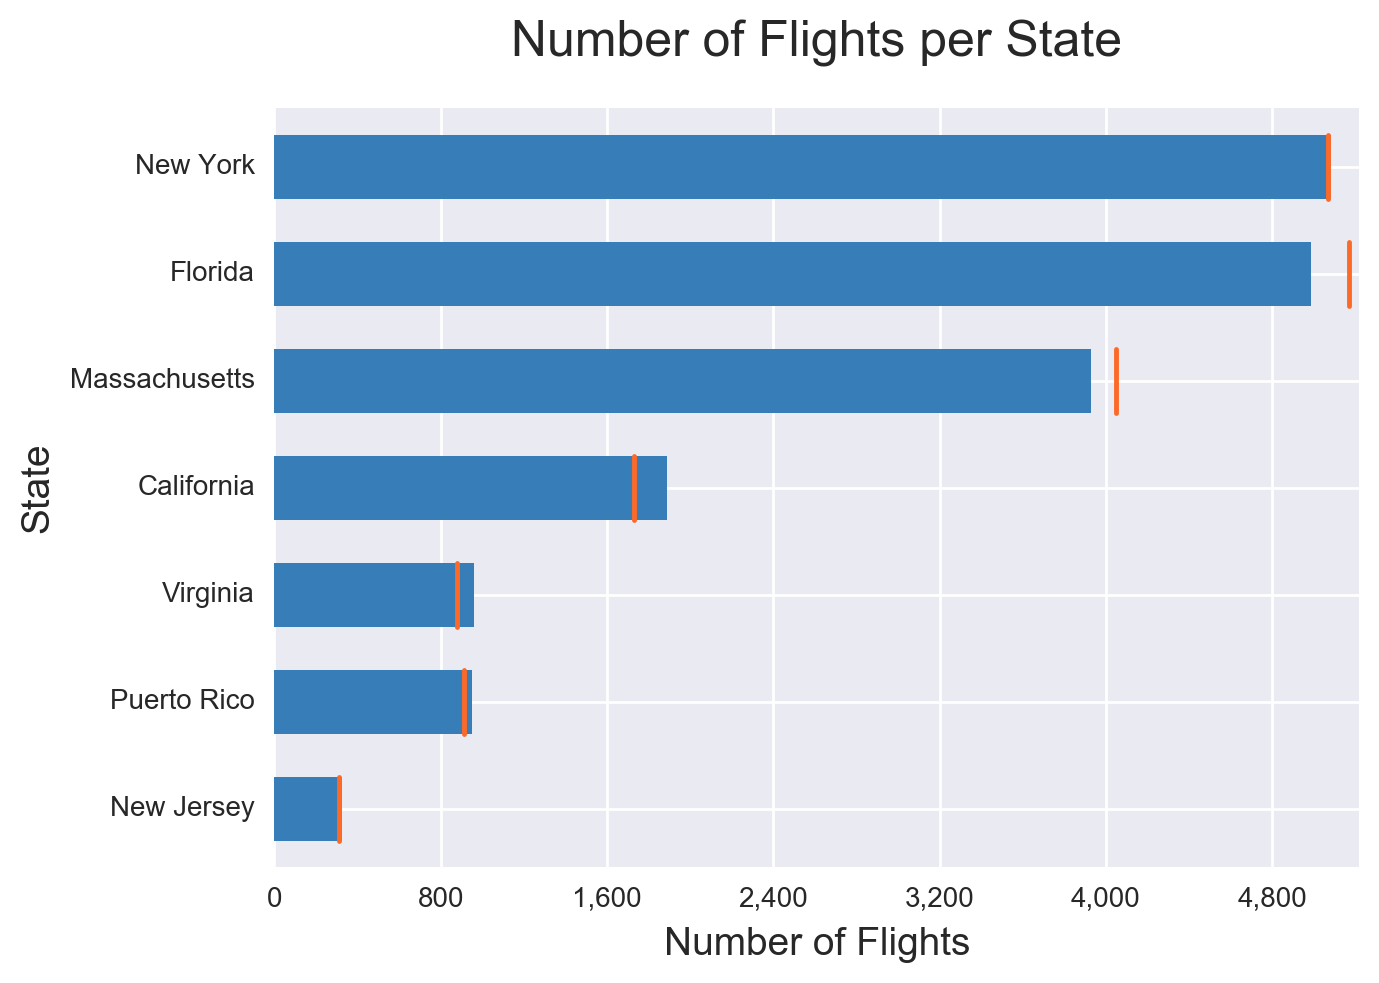 Number of Flights per State
New York
Florida
Massachusetts
California
Virginia
Puerto Rico
New Jersey
State
0 800 1,600 2,400 3,200 4,000 4,800
Number of Flights